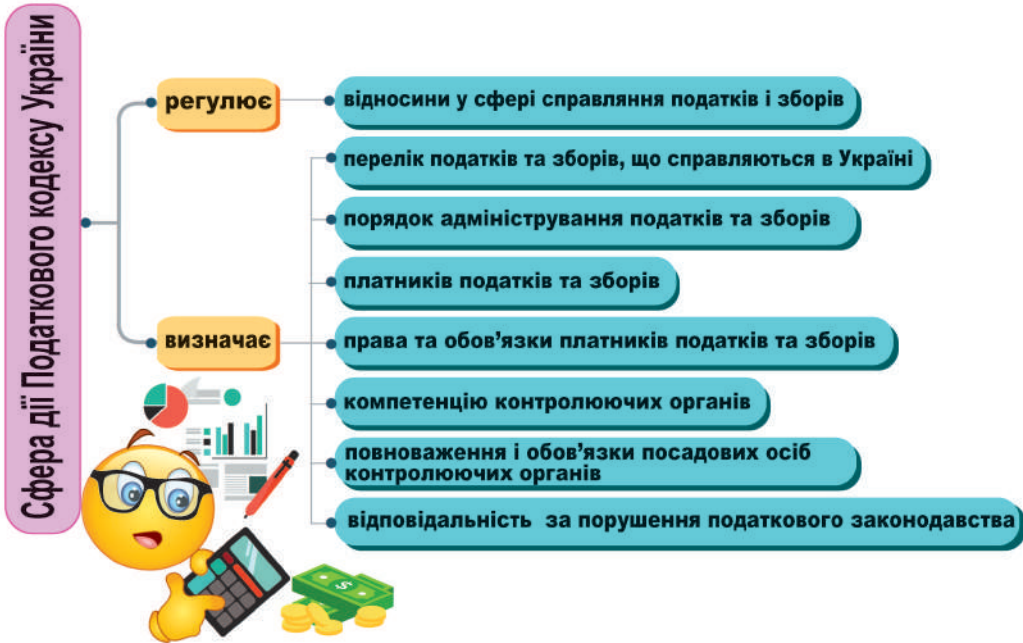 Сфера дії Податкового кодексу України
регулює
відносини у сфері справляння податків і зборів
визначає
перелік податків та зборів, що справляються в Україні
порядок адміністрування податків та зборів
платників податків та зборів
права та обов’язки платників податків та зборів
компетенцію контролюючих органів
повноваження і обов’язки посадових осіб
контролюючих органів
відповідальність за порушення податкового законодавства
$